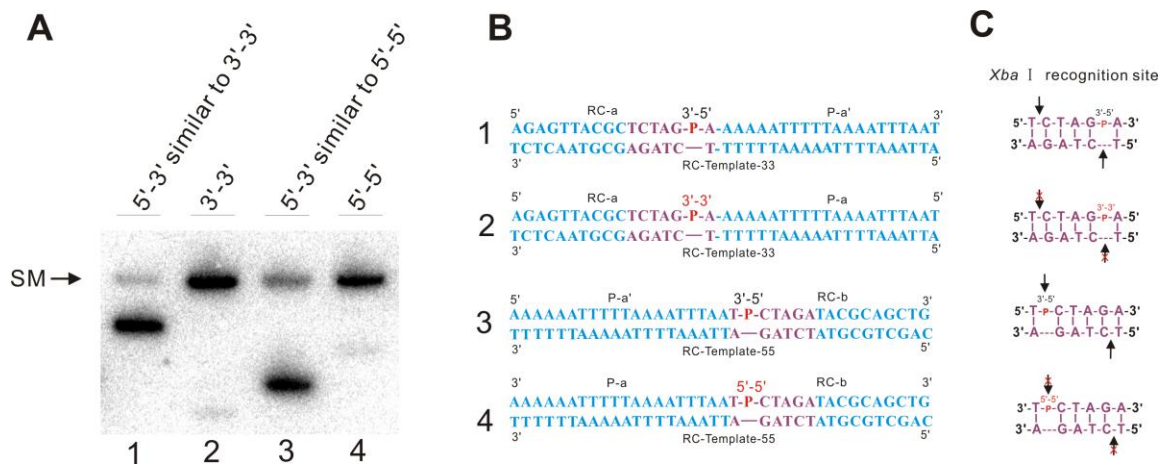 A
B
C
5'-3' similar to 3'-3'
3'-3'
5'-3' similar to 5'-5'
5'-5'
SM
1 2 3 4
5' RC-a 3'-5' P-a' 3'
1
AGAGTTACGCTCTAG-P-A-AAAAATTTTTAAAATTTAAT
TCTCAATGCGAGATC—T-TTTTTAAAAATTTTAAATTA
3' RC-Template-33 5'
RC-a 3'-3' P-a
5' 5'
2
AGAGTTACGCTCTAG-P-A-AAAAATTTTTAAAATTTAAT
TCTCAATGCGAGATC—T-TTTTTAAAAATTTTAAATTA
3' RC-Template-33 5'
5' P-a' 3'-5' RC-b 3'
3
AAAAAATTTTTAAAATTTAAT-P-CTAGATACGCAGCTG
TTTTTTAAAAATTTTAAATTA—GATCTATGCGTCGAC
3' RC-Template-55 5'
3' P-a 5'-5' RC-b 3'
4
AAAAAATTTTTAAAATTTAAT-P-CTAGATACGCAGCTG
TTTTTTAAAAATTTTAAATTA—GATCTATGCGTCGAC
3' RC-Template-55 5'
Xba I recognition site
3'-5'
5'-T-C-T-A-G-P-A-3'
3'-A-G-A-T-C---T-5'
3'-3'
5'-T-C-T-A-G-P-A-5'
3'-A-G-A-T-C---T-5'
3'-5'
5'-T-P-C-T-A-G-A-3'
3'-A---G-A-T-C-T-5'
5'-5'
3'-T-P-C-T-A-G-A-3'
3'-A---G-A-T-C-T-5'